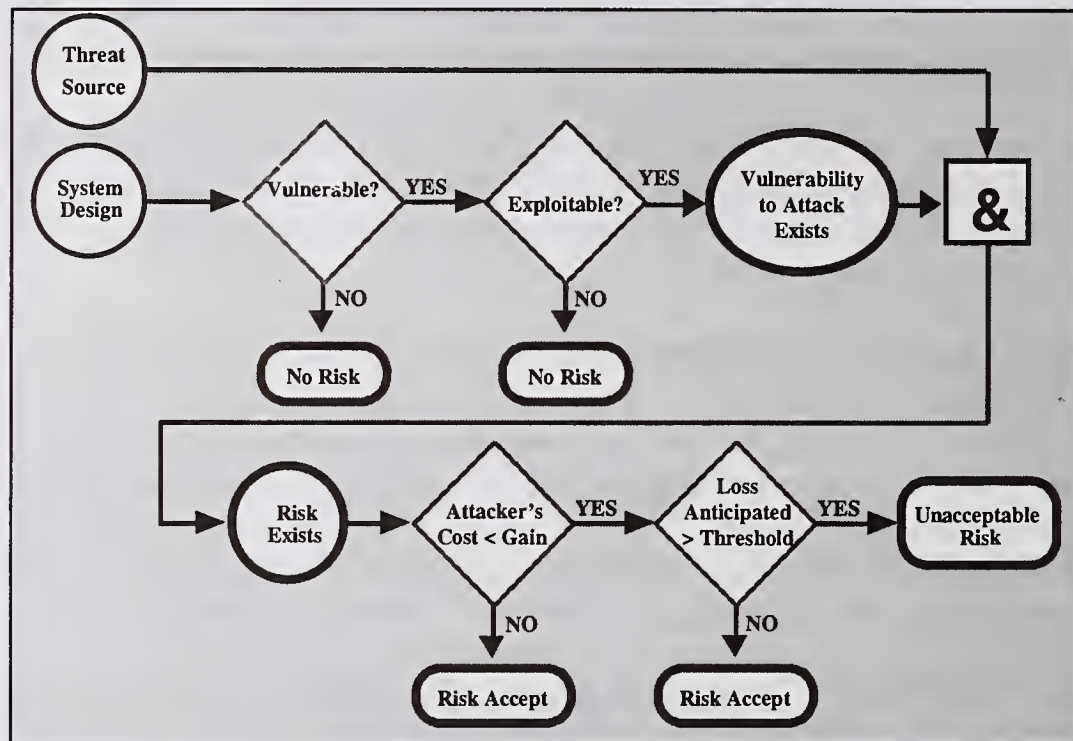 Threat
Source
System
Design
Vulnerable?
YES
Exploitable?
YES
Vulnerability
to Attack
Exists
&
NO
NO
No Risk
No Risk
Risk
Exists
Attacker's
Cost < Gain
YES
Loss
Anticipated
> Threshold
YES
Unacceptable
Risk
NO
NO
Risk Accept
Risk Accept